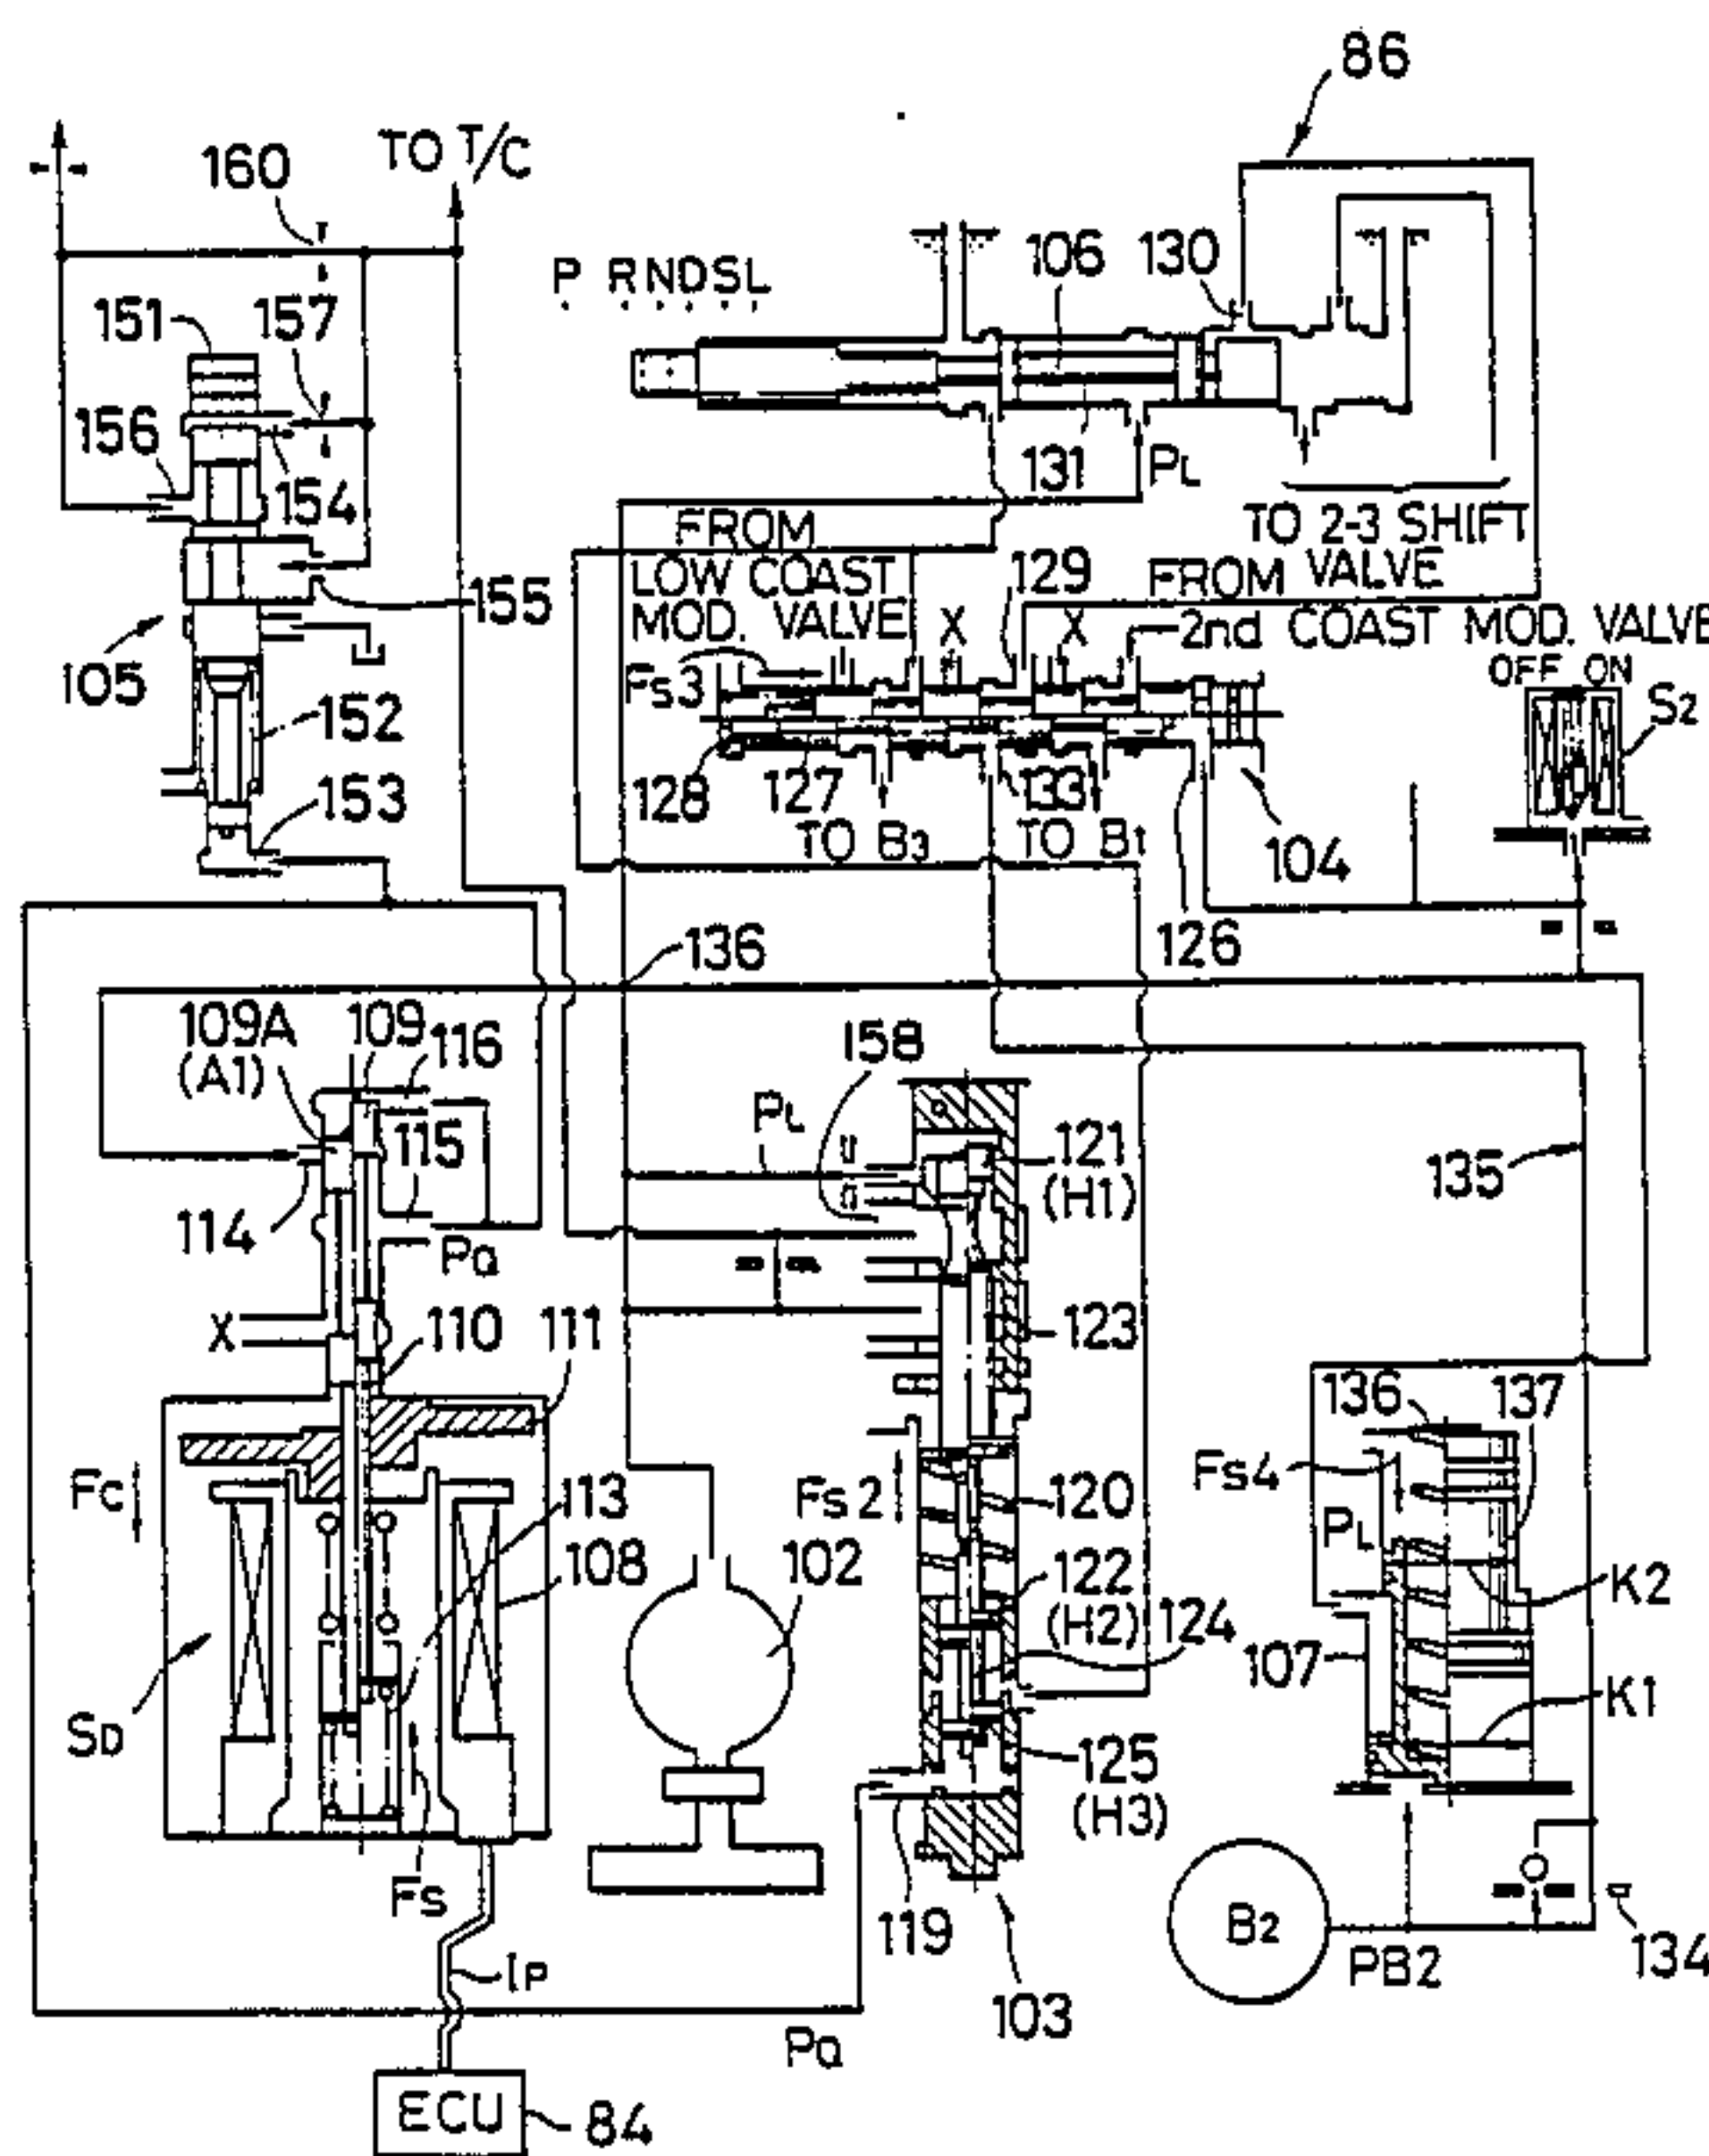 86
TO T/C
160
P R N D S L
106
130
151
157
156
154
131
PL
155
105
152
153
FROM
LOW COAST
MOD. VALVE
129
TO 2-3 SHIFT
VALVE
FROM
2nd COAST MOD. VALVE
X
X
OFF ON
S2
Fs3
128
127
133
TO B3
TO B1
104
126
136
109A
(A1)
109
116
158
PL
121
(H1)
135
114
115
PQ
X
110
111
123
136
137
Fs4
Fc
113
108
Fs2
120
PL
102
122
(H2)
124
K2
107
K1
SD
125
(H3)
Fs
119
B2
PB2
134
IP
103
PQ
ECU
84